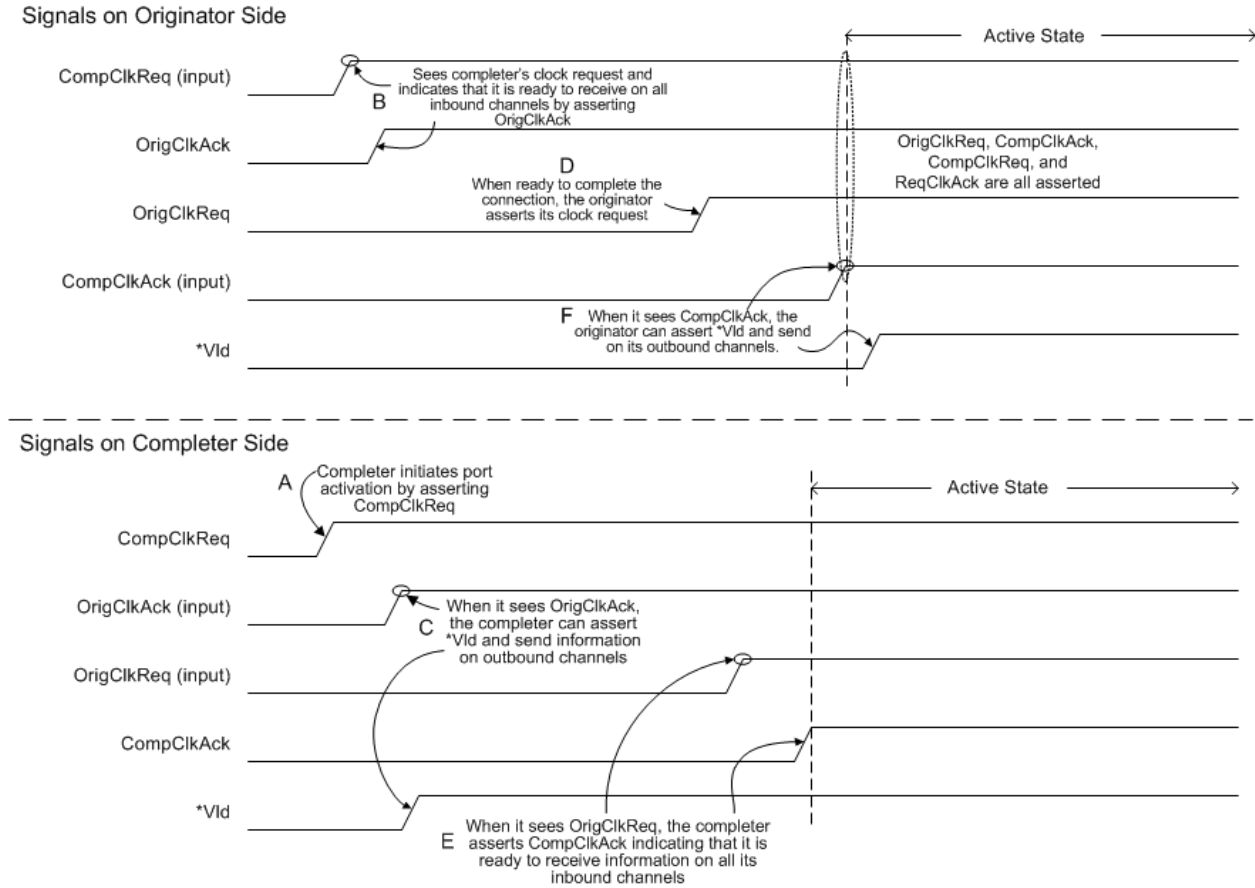 Signals on Originator Side
Active State
CompClkReq (input)
B
Sees completer's clock request and
indicates that it is ready to receive on all
inbound channels by asserting
OrigClkAck
OrigClkAck
OrigClkReq, CompClkAck,
CompClkReq, and
ReqClkAck are all asserted
D
When ready to complete the
connection, the originator
asserts its clock request
OrigClkReq
CompClkAck (input)
F
When it sees CompClkAck, the
originator can assert *Vld and send
on its outbound channels.
*Vld
Signals on Completer Side
A
Completer initiates port
activation by asserting
CompClkReq
Active State
CompClkReq
OrigClkAck (input)
C
When it sees OrigClkAck,
the completer can assert
*Vld and send information
on outbound channels
OrigClkReq (input)
CompClkAck
*Vld
E
When it sees OrigClkReq, the completer
asserts CompClkAck indicating that it is
ready to receive information on all its
inbound channels